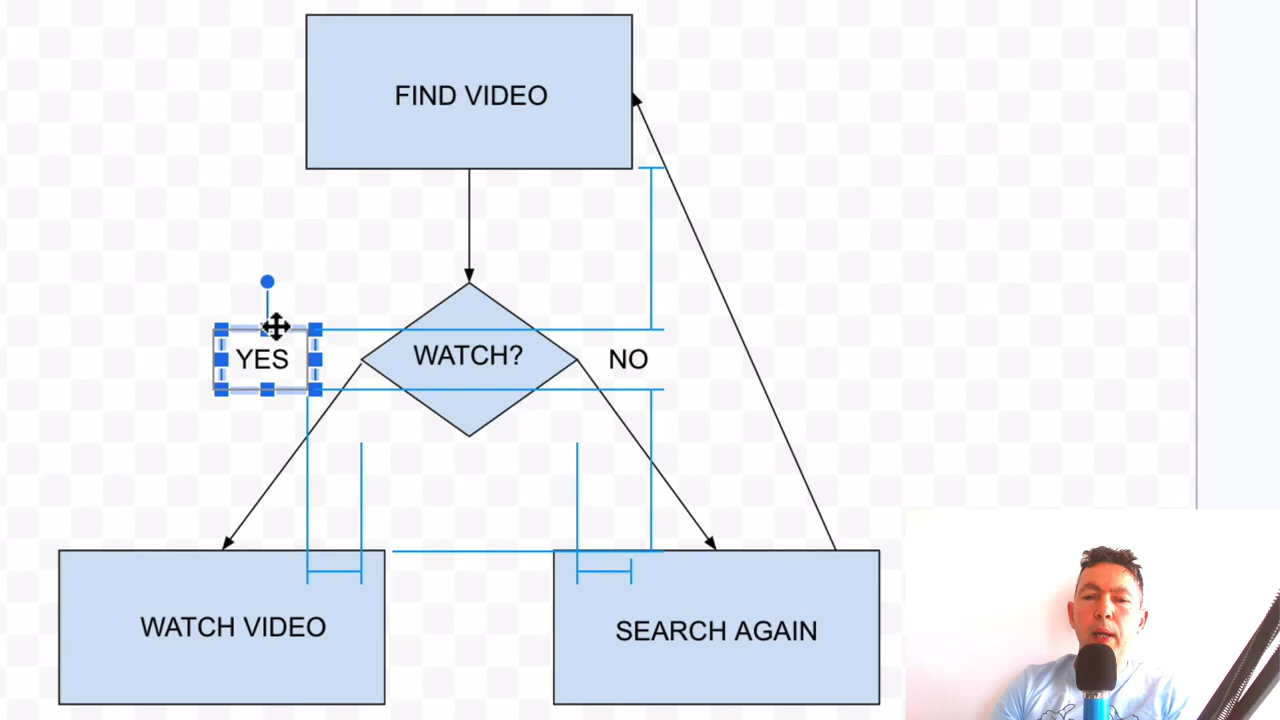 FIND VIDEO
YES
WATCH?
NO
WATCH VIDEO
SEARCH AGAIN